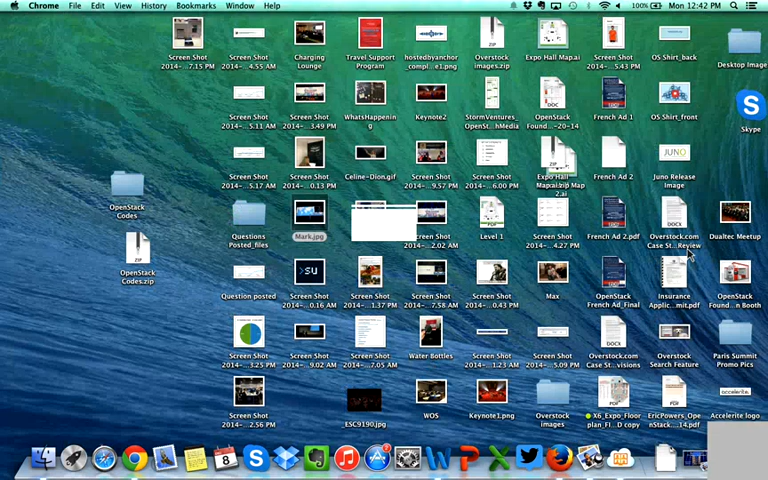 Chrome File Edit View History Bookmarks Window Help 100% Mon 12:42 PM
Screen Shot 2014-...7.15 PM
Screen Shot 2014-...4.55 AM
Charging Lounge
Travel Support Program
hostedbyanchor _compl...e1.png
Overstock images.zip
Expo Hall Map.ai
Screen Shot 2014-...5.43 PM
OS Shirt_back
Desktop Image
Screen Shot 2014-...5.11 AM
Screen Shot 2014-...3.49 PM
WhatsHappenin g
Keynote2
StormVentures_ OpenSt...hMedia
OpenStack Found...-20-14
French Ad 1
OS Shirt_front
Skype
Screen Shot 2014-...5.17 AM
Screen Shot 2014-...0.13 PM
Celine-Dion.gif
Screen Shot 2014-...9.57 PM
Screen Shot 2014-...6.00 PM
Expo Hall
French Ad 2
JUNO
Juno Release Image
OpenStack Codes
Questions Posted_files
Mark.jpg
Screen Shot
...2.02 AM
Level 1
Screen Shot 2014-...4.27 PM
French Ad 2.pdf
Overstock.com Case St...Review
Dualtec Meetup
ZIP
OpenStack Codes.zip
Question posted
>su
Screen Shot 2014-...0.16 AM
Screen Shot 2014-...1.37 PM
Screen Shot 2014-...7.58 AM
Screen Shot 2014-...0.43 PM
Max
OpenStack French Ad_Final
Insurance Applic...mit.pdf
OpenStack Found...n Booth
Screen Shot 2014-...3.25 PM
Screen Shot 2014-...9.02 AM
Screen Shot 2014-...7.05 AM
Water Bottles
Screen Shot 2014-...1.23 AM
Screen Shot 2014-...5.09 PM
Overstock.com Case St...visions
Overstock Search Feature
Paris Summit Promo Pics
Screen Shot 2014-...2.56 PM
_ESC9190.jpg
WOS
Keynote1.png
Overstock images
X6_Expo_Floor plan_FI...D copy
EricPowers_Ope nStack....14.pdf
accelerite.
Accelerite logo
8